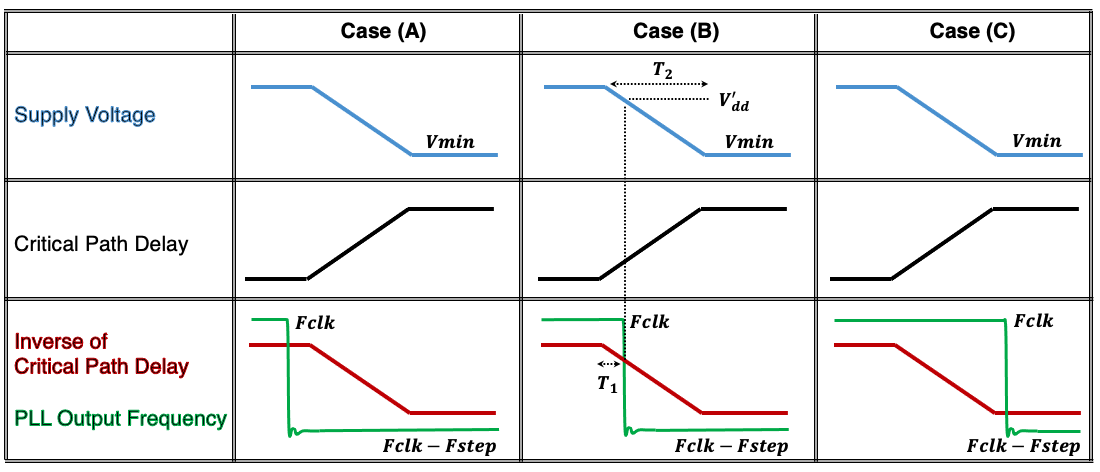 Case (A)
Case (B)
Case (C)
Supply Voltage
Vmin
T₂
V′dd
Vmin
Vmin
Critical Path Delay
Inverse of
Critical Path Delay
PLL Output Frequency
Fclk
Fclk − Fstep
Fclk
T₁
Fclk − Fstep
Fclk
Fclk − Fstep